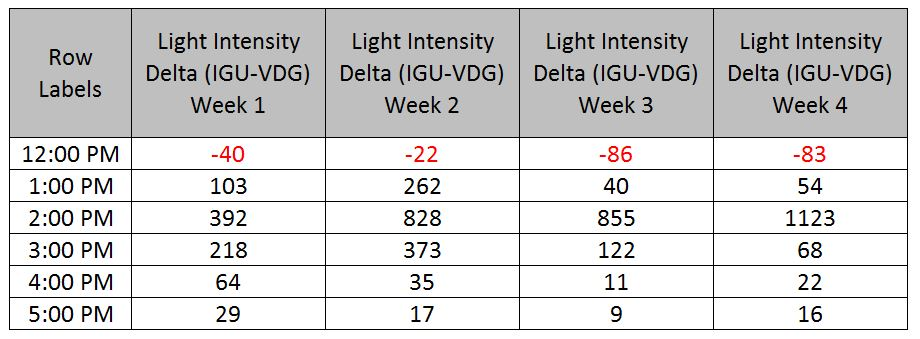 Row Labels | Light Intensity Delta (IGU-VDG) Week 1 | Light Intensity Delta (IGU-VDG) Week 2 | Light Intensity Delta (IGU-VDG) Week 3 | Light Intensity Delta (IGU-VDG) Week 4
12:00 PM | -40 | -22 | -86 | -83
1:00 PM | 103 | 262 | 40 | 54
2:00 PM | 392 | 828 | 855 | 1123
3:00 PM | 218 | 373 | 122 | 68
4:00 PM | 64 | 35 | 11 | 22
5:00 PM | 29 | 17 | 9 | 16